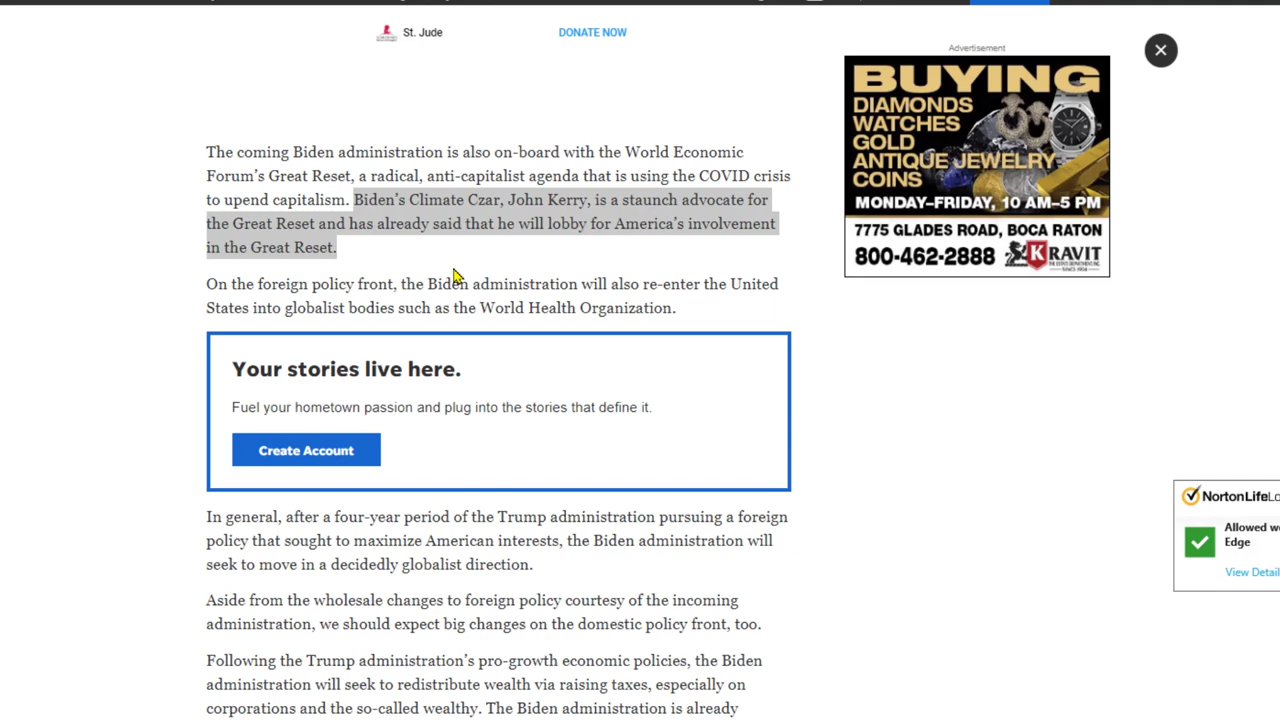 St. Jude
DONATE NOW
Advertisement
BUYING
DIAMONDS
WATCHES
GOLD
ANTIQUE JEWELRY
COINS
MONDAY–FRIDAY, 10 AM–5 PM
7775 GLADES ROAD, BOCA RATON
800-462-2888
KRAVIT
The coming Biden administration is also on-board with the World Economic
Forum’s Great Reset, a radical, anti-capitalist agenda that is using the COVID crisis
to upend capitalism. Biden’s Climate Czar, John Kerry, is a staunch advocate for
the Great Reset and has already said that he will lobby for America’s involvement
in the Great Reset.
On the foreign policy front, the Biden administration will also re-enter the United
States into globalist bodies such as the World Health Organization.
Your stories live here.
Fuel your hometown passion and plug into the stories that define it.
Create Account
In general, after a four-year period of the Trump administration pursuing a foreign
policy that sought to maximize American interests, the Biden administration will
seek to move in a decidedly globalist direction.
Aside from the wholesale changes to foreign policy courtesy of the incoming
administration, we should expect big changes on the domestic policy front, too.
Following the Trump administration’s pro-growth economic policies, the Biden
administration will seek to redistribute wealth via raising taxes, especially on
corporations and the so-called wealthy. The Biden administration is already
NortonLifeLo
Allowed w
Edge
View Detail